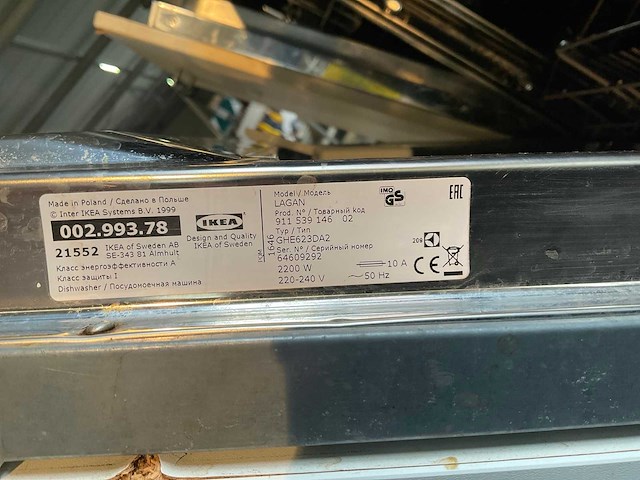 Made in Poland / Сделано в Польше
© Inter IKEA Systems B.V. 1999
002.993.78
21552 IKEA of Sweden AB
SE-343 81 Älmhult
Класс энергоэффективности A
Класс защиты I
Dishwasher / Посудомоечная машина
IKEA
Design and Quality
IKEA of Sweden
1646
Model / Модель
LAGAN
Prod. N° / Товарный код
911 539 146 02
Typ / Тип
GHE623DA2
Ser. N° / Серийный номер
64609292
2200 W 10 A
220-240 V ~50 Hz
IMQ
GS
EAC
208
CE